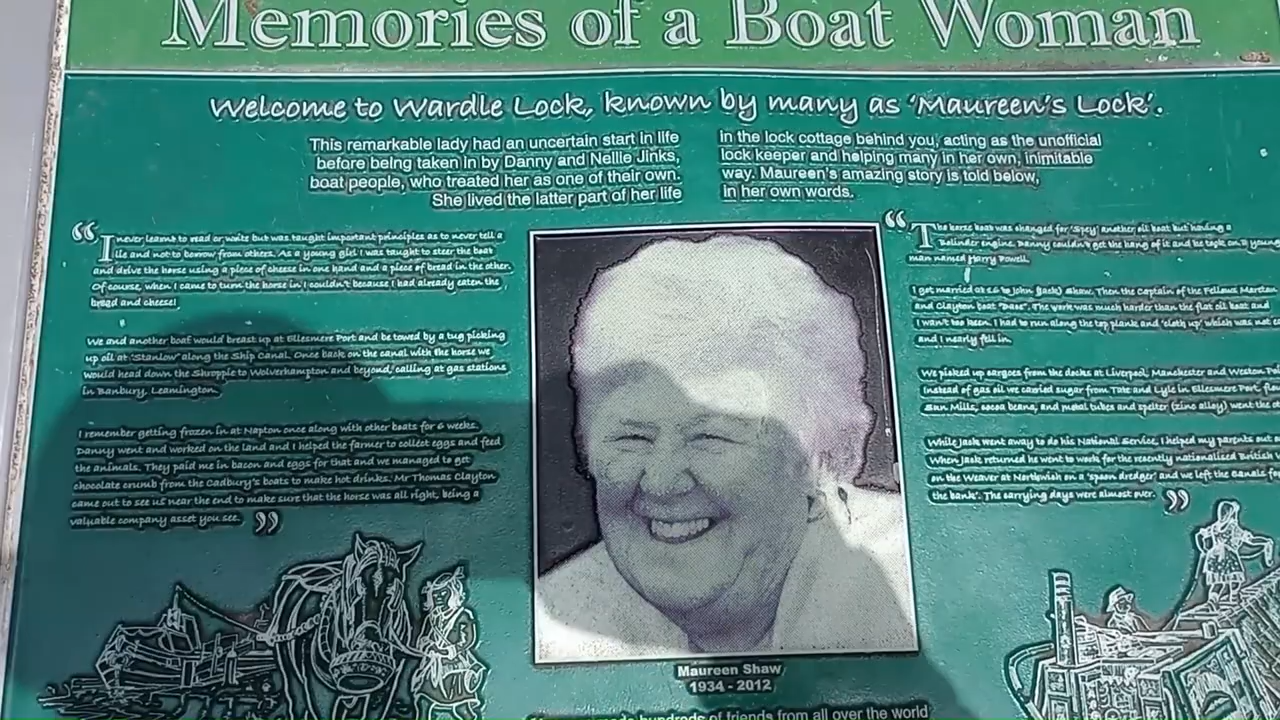 Memories of a Boat Woman
Welcome to Wardle Lock, known by many as 'Maureen's Lock'.
This remarkable lady had an uncertain start in life
before being taken in by Danny and Nellie Jinks,
boat people, who treated her as one of their own.
She lived the latter part of her life
in the lock cottage behind you, acting as the unofficial
lock keeper and helping many in her own, inimitable
way. Maureen's amazing story is told below,
in her own words.
“I never learnt to read or write but was taught important principles as to never tell a
lie and not to borrow from others. As a young girl I was taught to steer the boat
and drive the horse using a piece of cheese in one hand and a piece of bread in the other.
Of course, when I came to turn the horse in I couldn't because I had already eaten the
bread and cheese!
We and another boat would breast up at Ellesmere Port and be towed by a tug picking
up oil at 'Stanlow' along the Ship Canal. Once back on the canal with the horse we
would head down the Shroppie to Wolverhampton and beyond, calling at gas stations
in Banbury, Leamington.
I remember getting frozen in at Napton once along with other boats for 6 weeks.
Danny went and worked on the land and I helped the farmer to collect eggs and feed
the animals. They paid me in bacon and eggs for that and we managed to get
chocolate crumb from the Cadbury's boats to make hot drinks. Mr Thomas Clayton
came out to see us near the end to make sure that the horse was all right, being a
valuable company asset you see.”
“The horse boat was changed for 'Spey' another oil boat but having a
Bolinder engine. Danny couldn't get the hang of it and he took on a young
man named Harry Powell.
I got married at to John (Jack) Shaw. Then the Captain of the Fellows Morton
and Clayton boat "Dace". The work was much harder than the flat oil boat and
I wan't too keen. I had to run along the top plank and 'cloth up' which was not
and I nearly fell in.
We picked up cargoes from the docks at Liverpool, Manchester and Weston
Instead of gas oil we carried sugar from Tate and Lyle in Ellesmere Port,
Sun Mills, cocoa beans, and metal tubes and spelter (zinc alloy) went the
While Jack went away to do his National Service, I helped my parents out
When Jack returned he went to work for the recently nationalised British
on the Weaver at Northwich on a 'spoon dredger' and we left the canals
the bank'. The carrying days were almost over.”
Maureen Shaw
1934 - 2012
hundreds of friends from all over the world